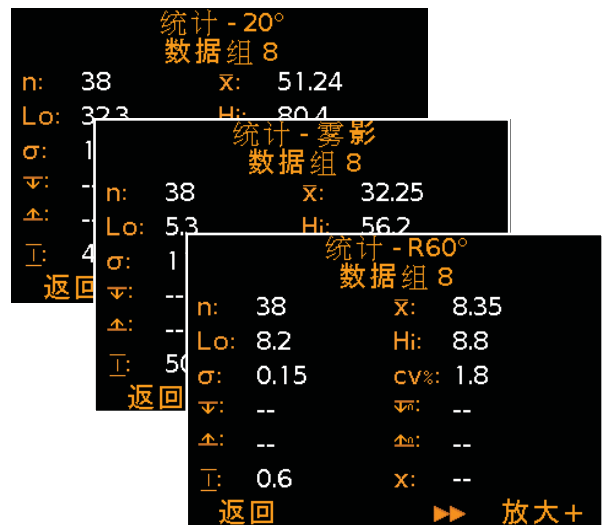 统计 - 20°
数据组 8
n: 38 x̅: 51.24
Lo: 32.3 Hi: 80.4
σ: 1
--
--
4
返回
统计 - 雾影
数据组 8
n: 38 x̅: 32.25
Lo: 5.3 Hi: 56.2
σ: 1
--
--
50
返回
统计 - R60°
数据组 8
n: 38 x̅: 8.35
Lo: 8.2 Hi: 8.8
σ: 0.15 cv%: 1.8
↧: -- ↧n: --
↥: -- ↥n: --
I: 0.6 x: --
返回 ▶▶ 放大+